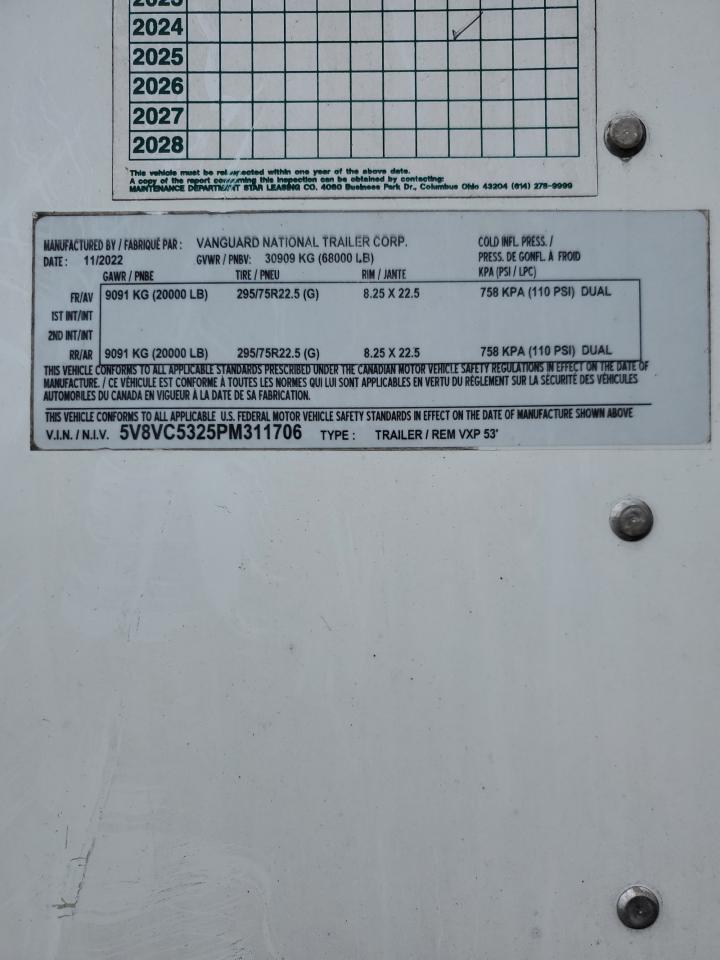 2023
2024
2025
2026
2027
2028
This vehicle must be reinspected within one year of the above date.
A copy of the report concerning this inspection can be obtained by contacting:
MAINTENANCE DEPARTMENT STAR LEASING CO. 4080 Business Park Dr., Columbus Ohio 43204 (614) 278-9999
MANUFACTURED BY / FABRIQUÉ PAR : VANGUARD NATIONAL TRAILER CORP. COLD INFL. PRESS. /
DATE : 11/2022 GVWR / PNBV: 30909 KG (68000 LB) PRESS. DE GONFL. À FROID
GAWR / PNBE TIRE / PNEU RIM / JANTE KPA (PSI / LPC)
FR/AV 9091 KG (20000 LB) 295/75R22.5 (G) 8.25 X 22.5 758 KPA (110 PSI) DUAL
1ST INT/INT
2ND INT/INT
RR/AR 9091 KG (20000 LB) 295/75R22.5 (G) 8.25 X 22.5 758 KPA (110 PSI) DUAL
THIS VEHICLE CONFORMS TO ALL APPLICABLE STANDARDS PRESCRIBED UNDER THE CANADIAN MOTOR VEHICLE SAFETY REGULATIONS IN EFFECT ON THE DATE OF
MANUFACTURE. / CE VÉHICULE EST CONFORME À TOUTES LES NORMES QUI LUI SONT APPLICABLES EN VERTU DU RÈGLEMENT SUR LA SÉCURITÉ DES VÉHICULES
AUTOMOBILES DU CANADA EN VIGUEUR À LA DATE DE SA FABRICATION.
THIS VEHICLE CONFORMS TO ALL APPLICABLE U.S. FEDERAL MOTOR VEHICLE SAFETY STANDARDS IN EFFECT ON THE DATE OF MANUFACTURE SHOWN ABOVE
V.I.N. / N.I.V. 5V8VC5325PM311706 TYPE : TRAILER / REM VXP 53'